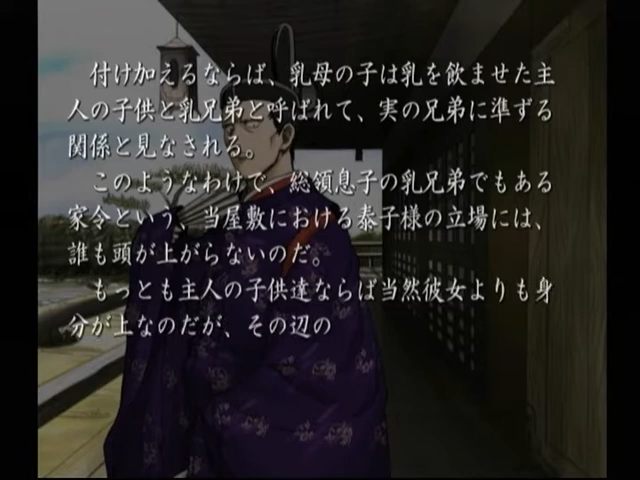 付け加えるならば、乳母の子は乳を飲ませた主
人の子供と乳兄弟と呼ばれて、実の兄弟に準ずる
関係と見なされる。
　このようなわけで、総領息子の乳兄弟でもある
家令という、当屋敷における泰子様の立場には、
誰も頭が上がらないのだ。
　もっとも主人の子供達ならば当然彼女よりも身
分が上なのだが、その辺の